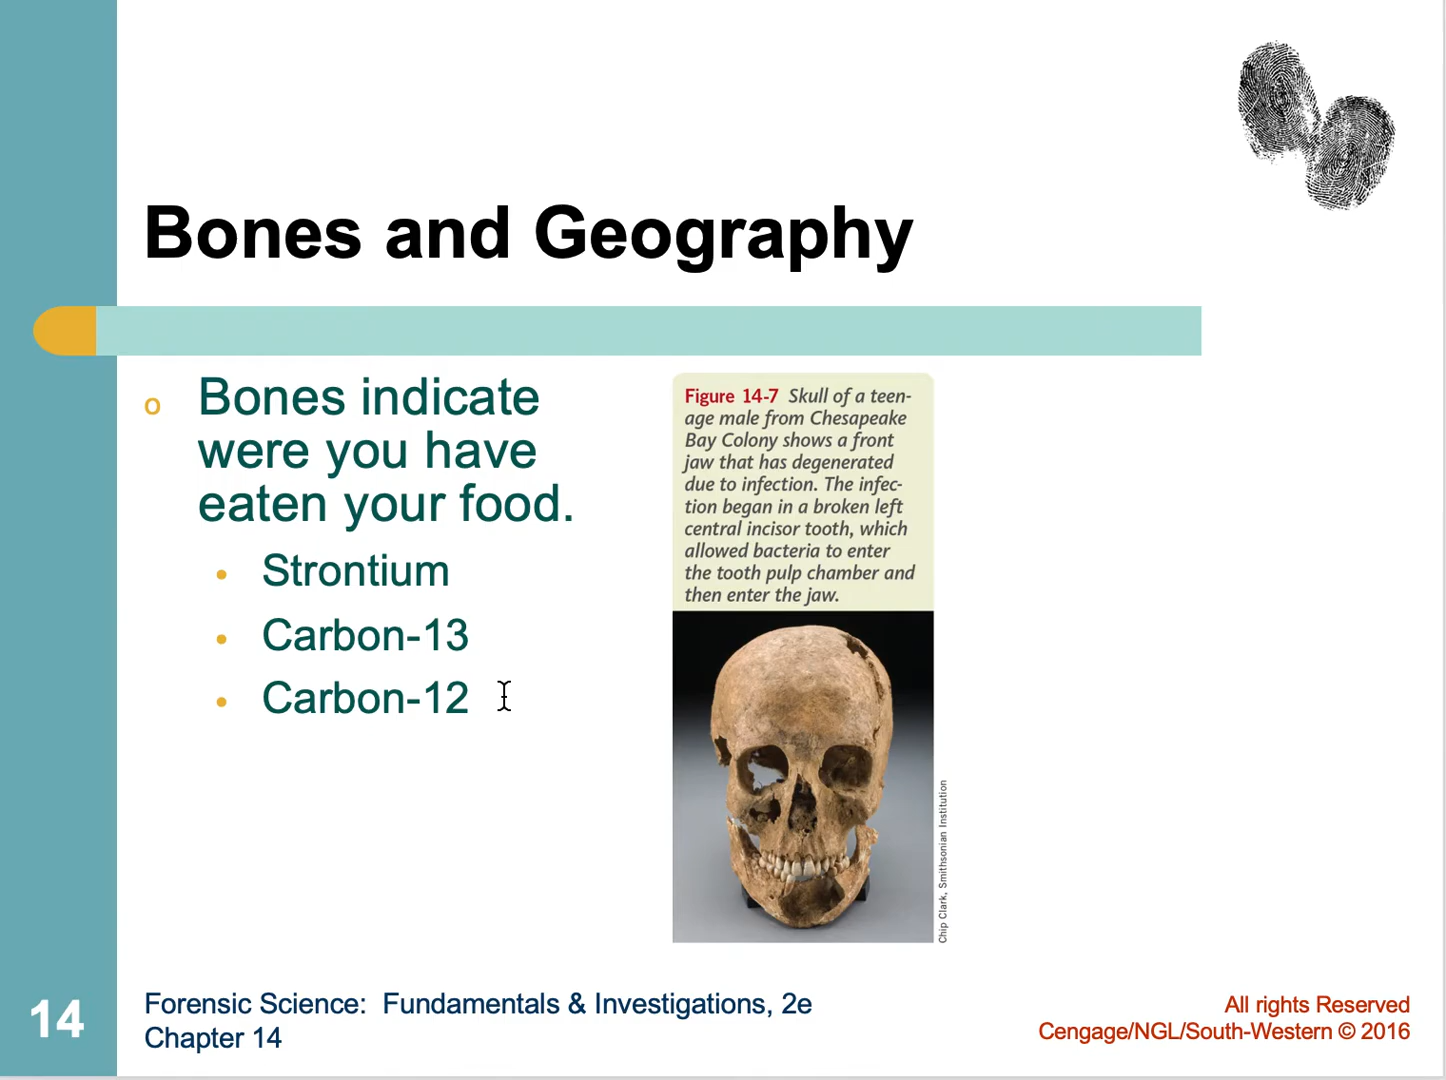 Bones and Geography
o Bones indicate
were you have
eaten your food.
• Strontium
• Carbon-13
• Carbon-12
Figure 14-7 Skull of a teen-
age male from Chesapeake
Bay Colony shows a front
jaw that has degenerated
due to infection. The infec-
tion began in a broken left
central incisor tooth, which
allowed bacteria to enter
the tooth pulp chamber and
then enter the jaw.
Chip Clark, Smithsonian Institution
14
Forensic Science: Fundamentals & Investigations, 2e
Chapter 14
All rights Reserved
Cengage/NGL/South-Western © 2016